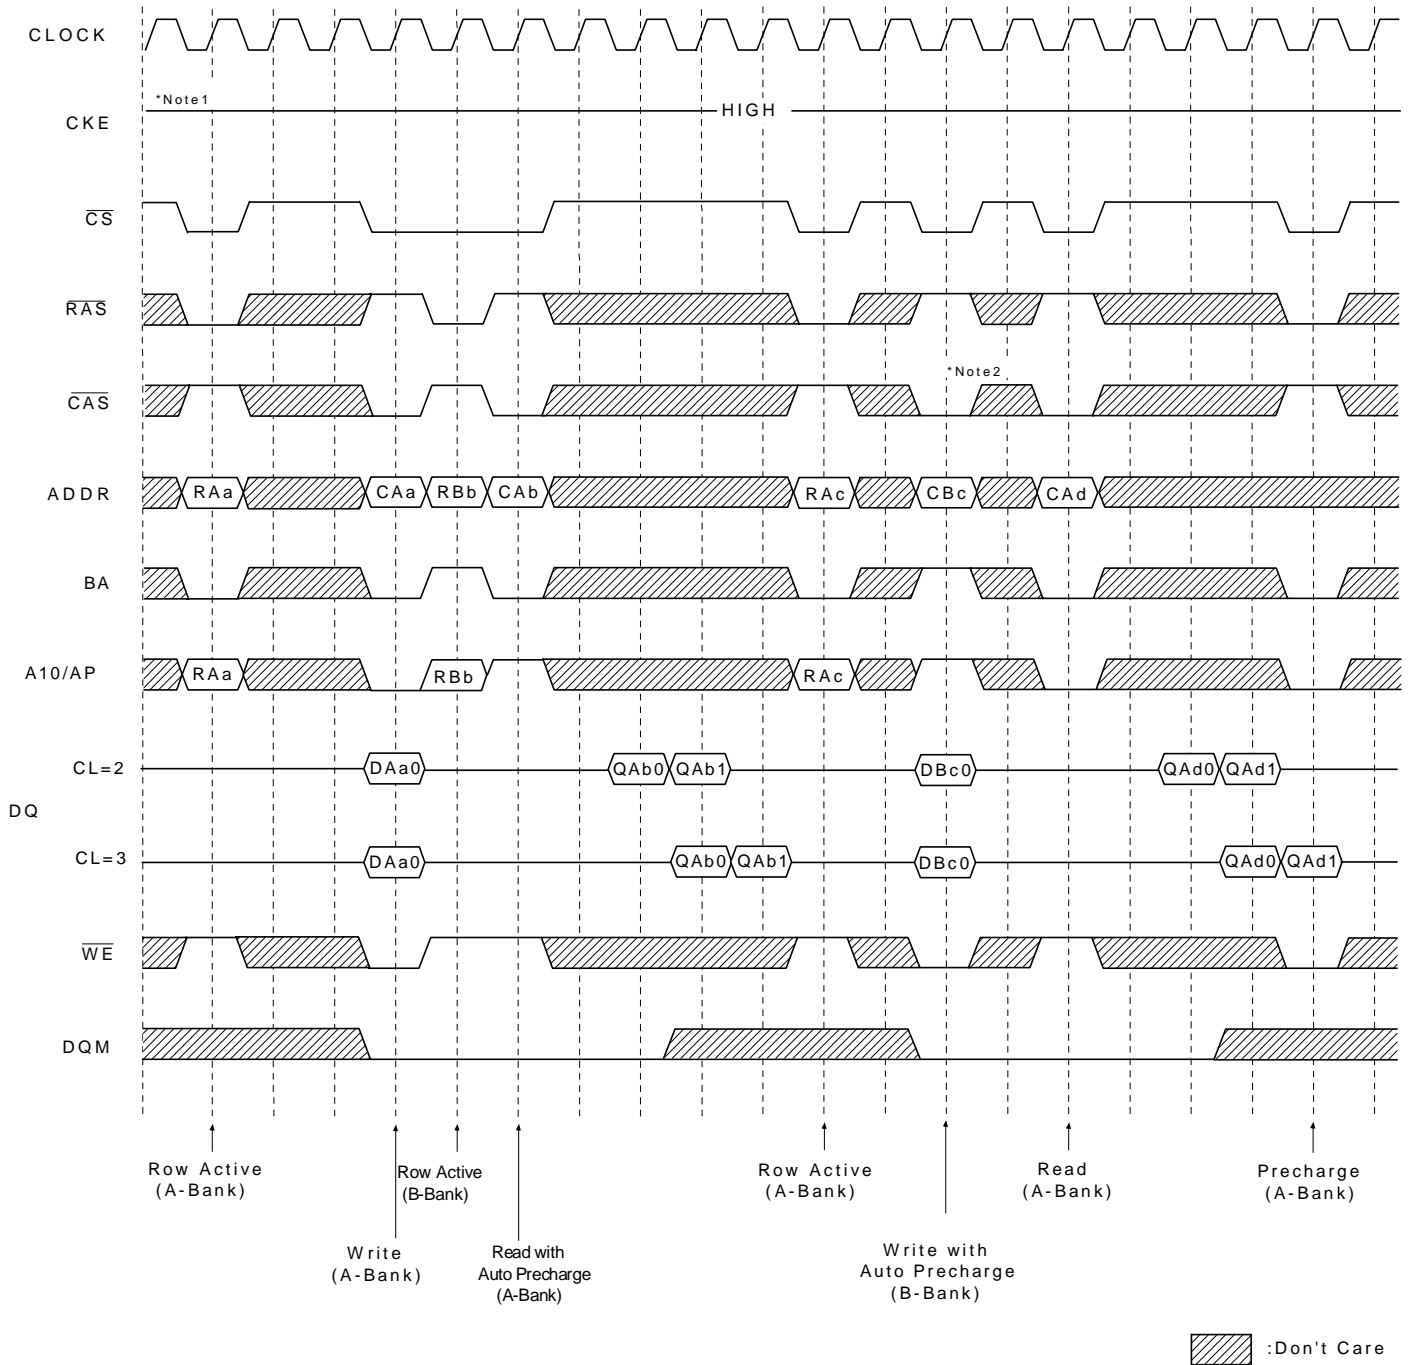 CLOCK
*Note1
HIGH
CKE
CS
RAS
*Note2
CAS
ADDR RAa CAa RBb CAb RAc CBc CAd
BA
A10/AP RAa RBb RAc
CL=2 DAa0 QAb0 QAb1 DBc0 QAd0 QAd1
DQ
CL=3 DAa0 QAb0 QAb1 DBc0 QAd0 QAd1
WE
DQM
Row Active
(A-Bank)
Row Active
(B-Bank)
Row Active
(A-Bank)
Read
(A-Bank)
Precharge
(A-Bank)
Write
(A-Bank)
Read with
Auto Precharge
(A-Bank)
Write with
Auto Precharge
(B-Bank)
:Don't Care